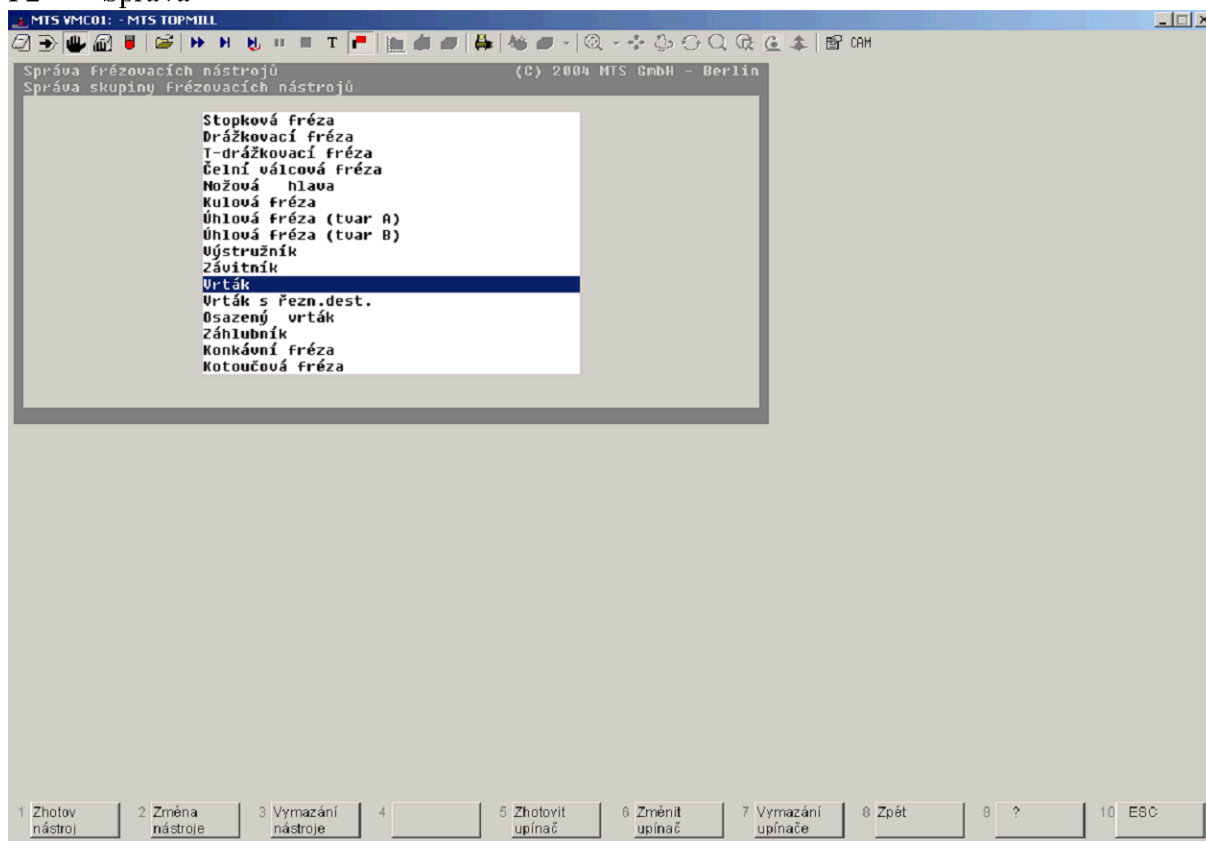 F2 Správa
MTS VMC01: - MTS TOPMILL
T CAM
Správa frézovacích nástrojů (C) 2004 MTS GmbH - Berlin
Správa skupiny frézovacích nástrojů
Stopková fréza
Drážkovací fréza
T-drážkovací fréza
Čelní válcová fréza
Nožová hlava
Kulová fréza
Úhlová fréza (tvar A)
Úhlová fréza (tvar B)
Výstružník
Závitník
Vrták
Vrták s řezn.dest.
Osazený vrták
Záhlubník
Konkávní fréza
Kotoučová fréza
1 Zhotov nástroj
2 Změna nástroje
3 Vymazání nástroje
4
5 Zhotovit upínač
6 Změnit upínač
7 Vymazání upínače
8 Zpět
9 ?
10 ESC